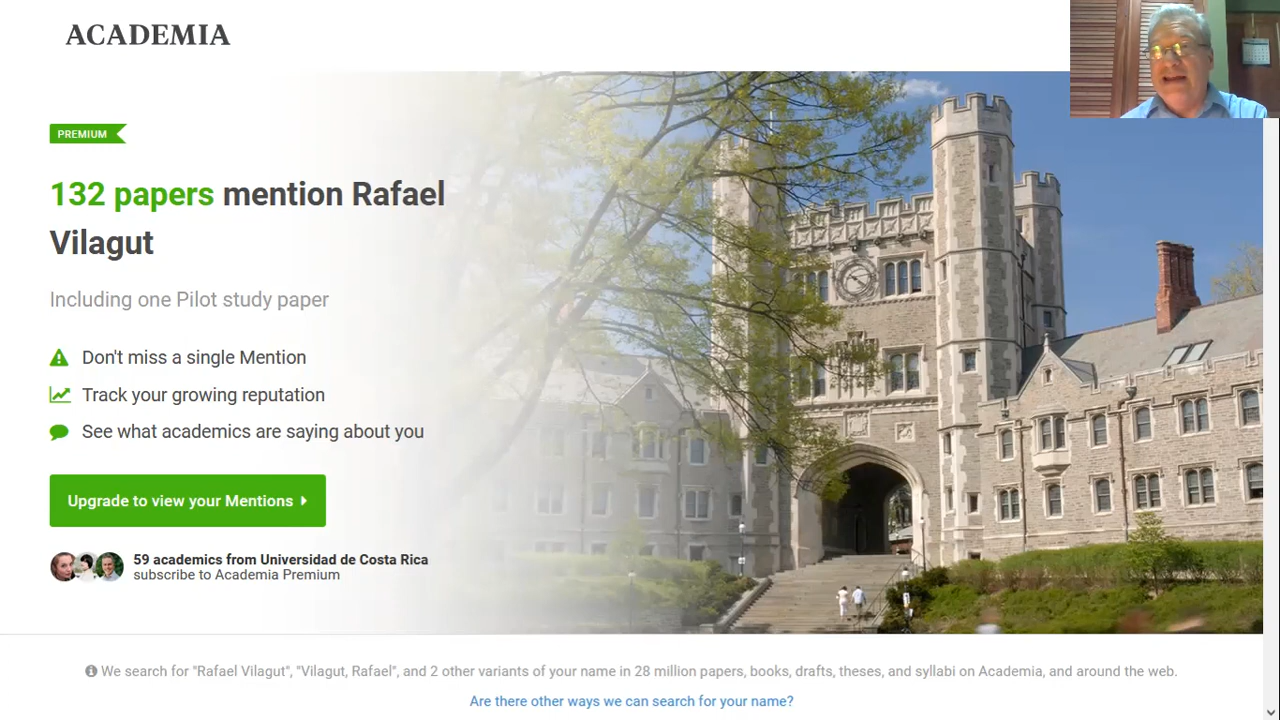 ACADEMIA
PREMIUM
132 papers mention Rafael
Vilagut
Including one Pilot study paper
Don't miss a single Mention
Track your growing reputation
See what academics are saying about you
Upgrade to view your Mentions
59 academics from Universidad de Costa Rica
subscribe to Academia Premium
We search for "Rafael Vilagut", "Vilagut, Rafael", and 2 other variants of your name in 28 million papers, books, drafts, theses, and syllabi on Academia, and around the web.
Are there other ways we can search for your name?